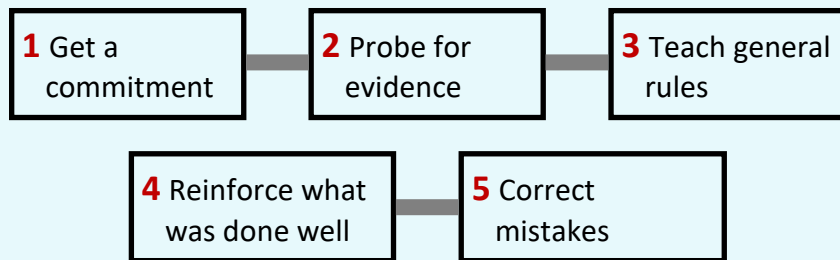 1 Get a
commitment
2 Probe for
evidence
3 Teach general
rules
4 Reinforce what
was done well
5 Correct
mistakes